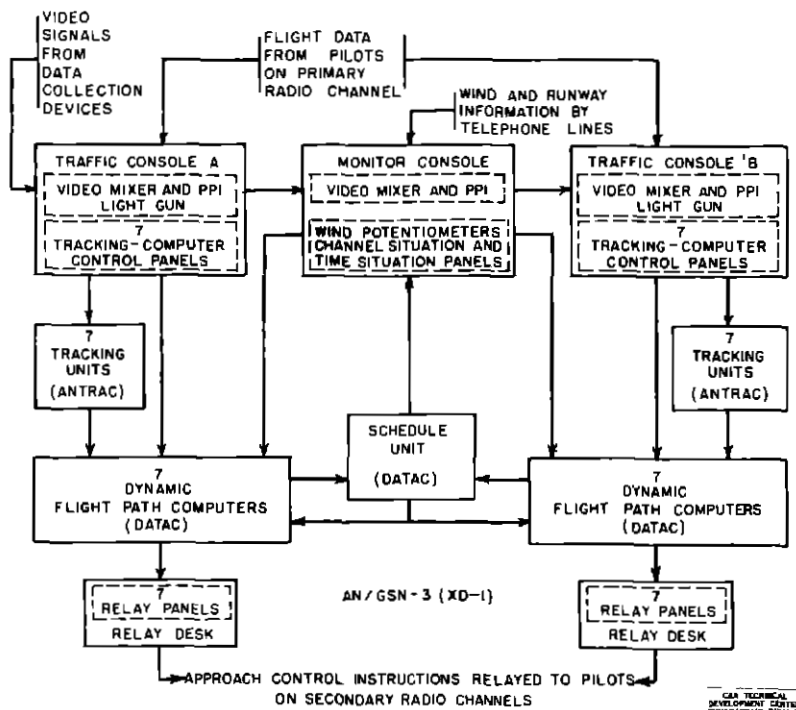 VIDEO
SIGNALS
FROM
DATA
COLLECTION
DEVICES
FLIGHT DATA
FROM PILOTS
ON PRIMARY
RADIO CHANNEL
WIND AND RUNWAY
INFORMATION BY
TELEPHONE LINES
TRAFFIC CONSOLE A
VIDEO MIXER AND PPI
LIGHT GUN
7
TRACKING-COMPUTER
CONTROL PANELS
MONITOR CONSOLE
VIDEO MIXER AND PPI
WIND POTENTIOMETERS
CHANNEL SITUATION AND
TIME SITUATION PANELS
TRAFFIC CONSOLE 'B
VIDEO MIXER AND PPI
LIGHT GUN
7
TRACKING-COMPUTER
CONTROL PANELS
7
TRACKING
UNITS
(ANTRAC)
7
TRACKING
UNITS
(ANTRAC)
SCHEDULE
UNIT
(DATAC)
7
DYNAMIC
FLIGHT PATH COMPUTERS
(DATAC)
7
DYNAMIC
FLIGHT PATH COMPUTERS
(DATAC)
7
RELAY PANELS
RELAY DESK
AN/GSN-3 (XD-1)
7
RELAY PANELS
RELAY DESK
APPROACH CONTROL INSTRUCTIONS RELAYED TO PILOTS
ON SECONDARY RADIO CHANNELS
CAA TECHNICAL
DEVELOPMENT CENTER